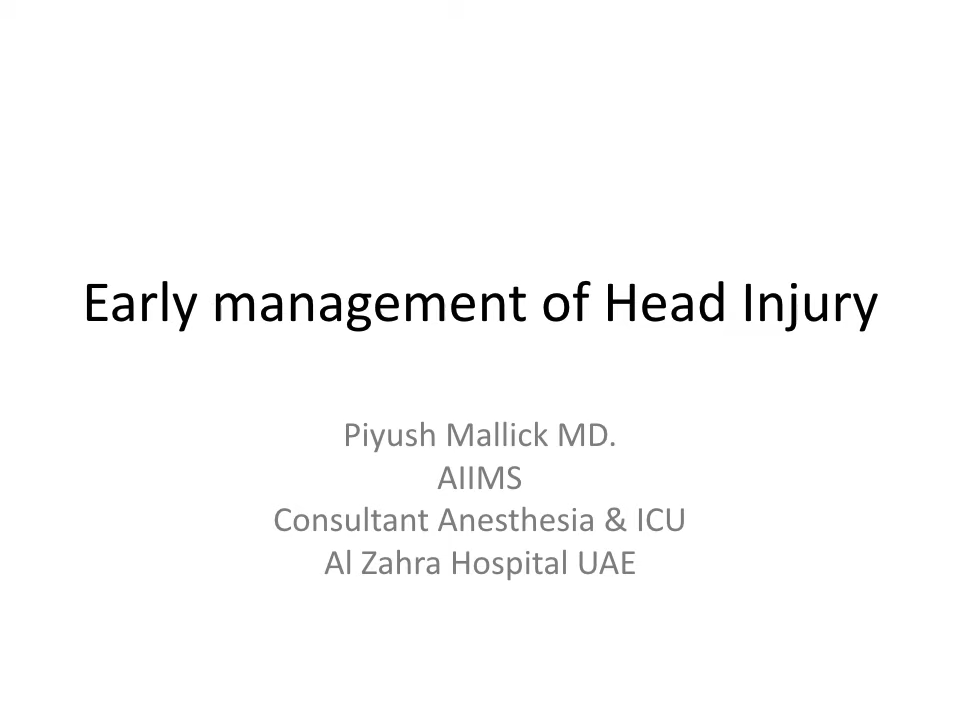 Early management of Head Injury
Piyush Mallick MD.
AIIMS
Consultant Anesthesia & ICU
Al Zahra Hospital UAE